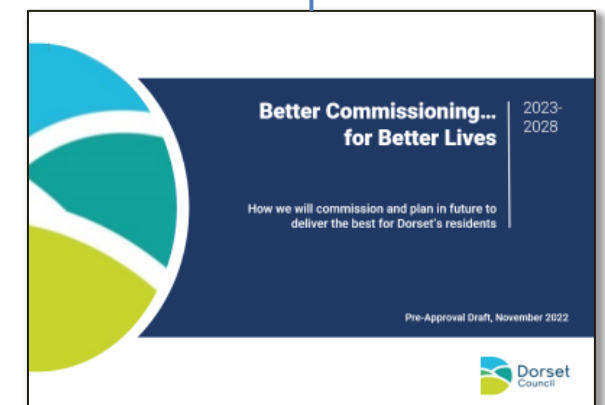 Better Commissioning...
for Better Lives
2023-
2028
How we will commission and plan in future to
deliver the best for Dorset's residents
Pre-Approval Draft, November 2022
Dorset
Council